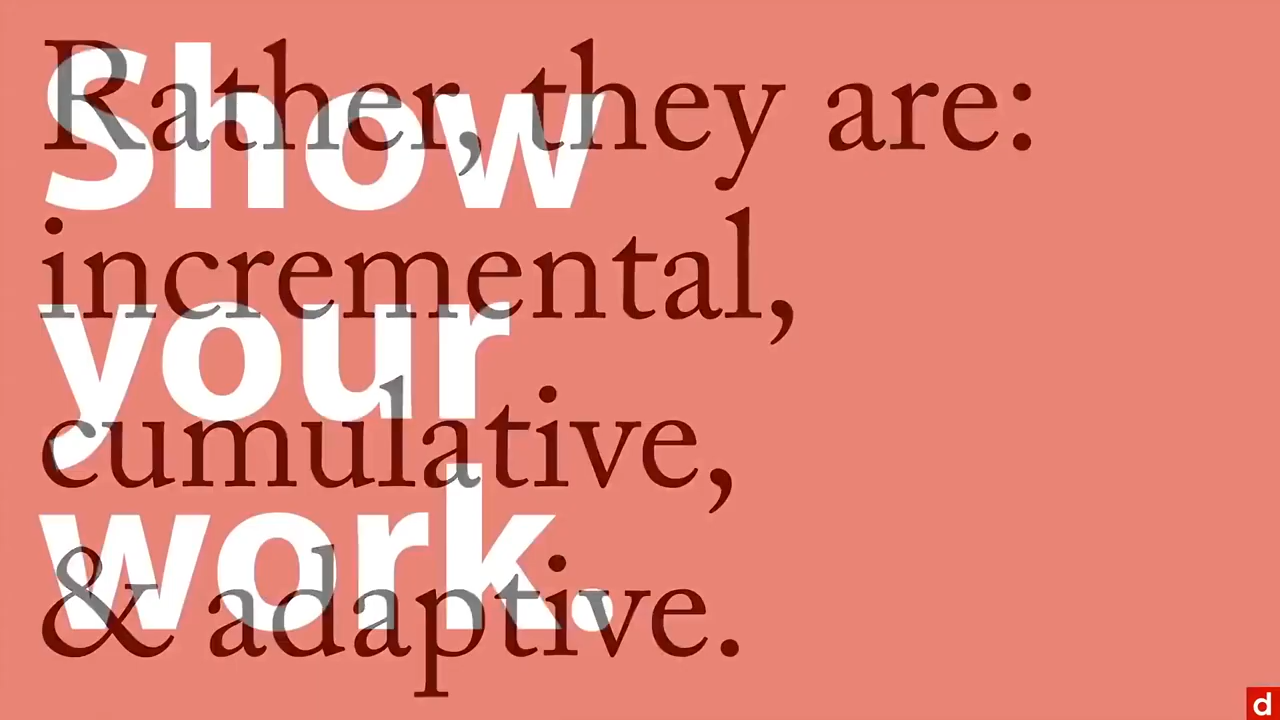 Rather, they are:
incremental,
cumulative,
& adaptive.
Show
your
work.
d